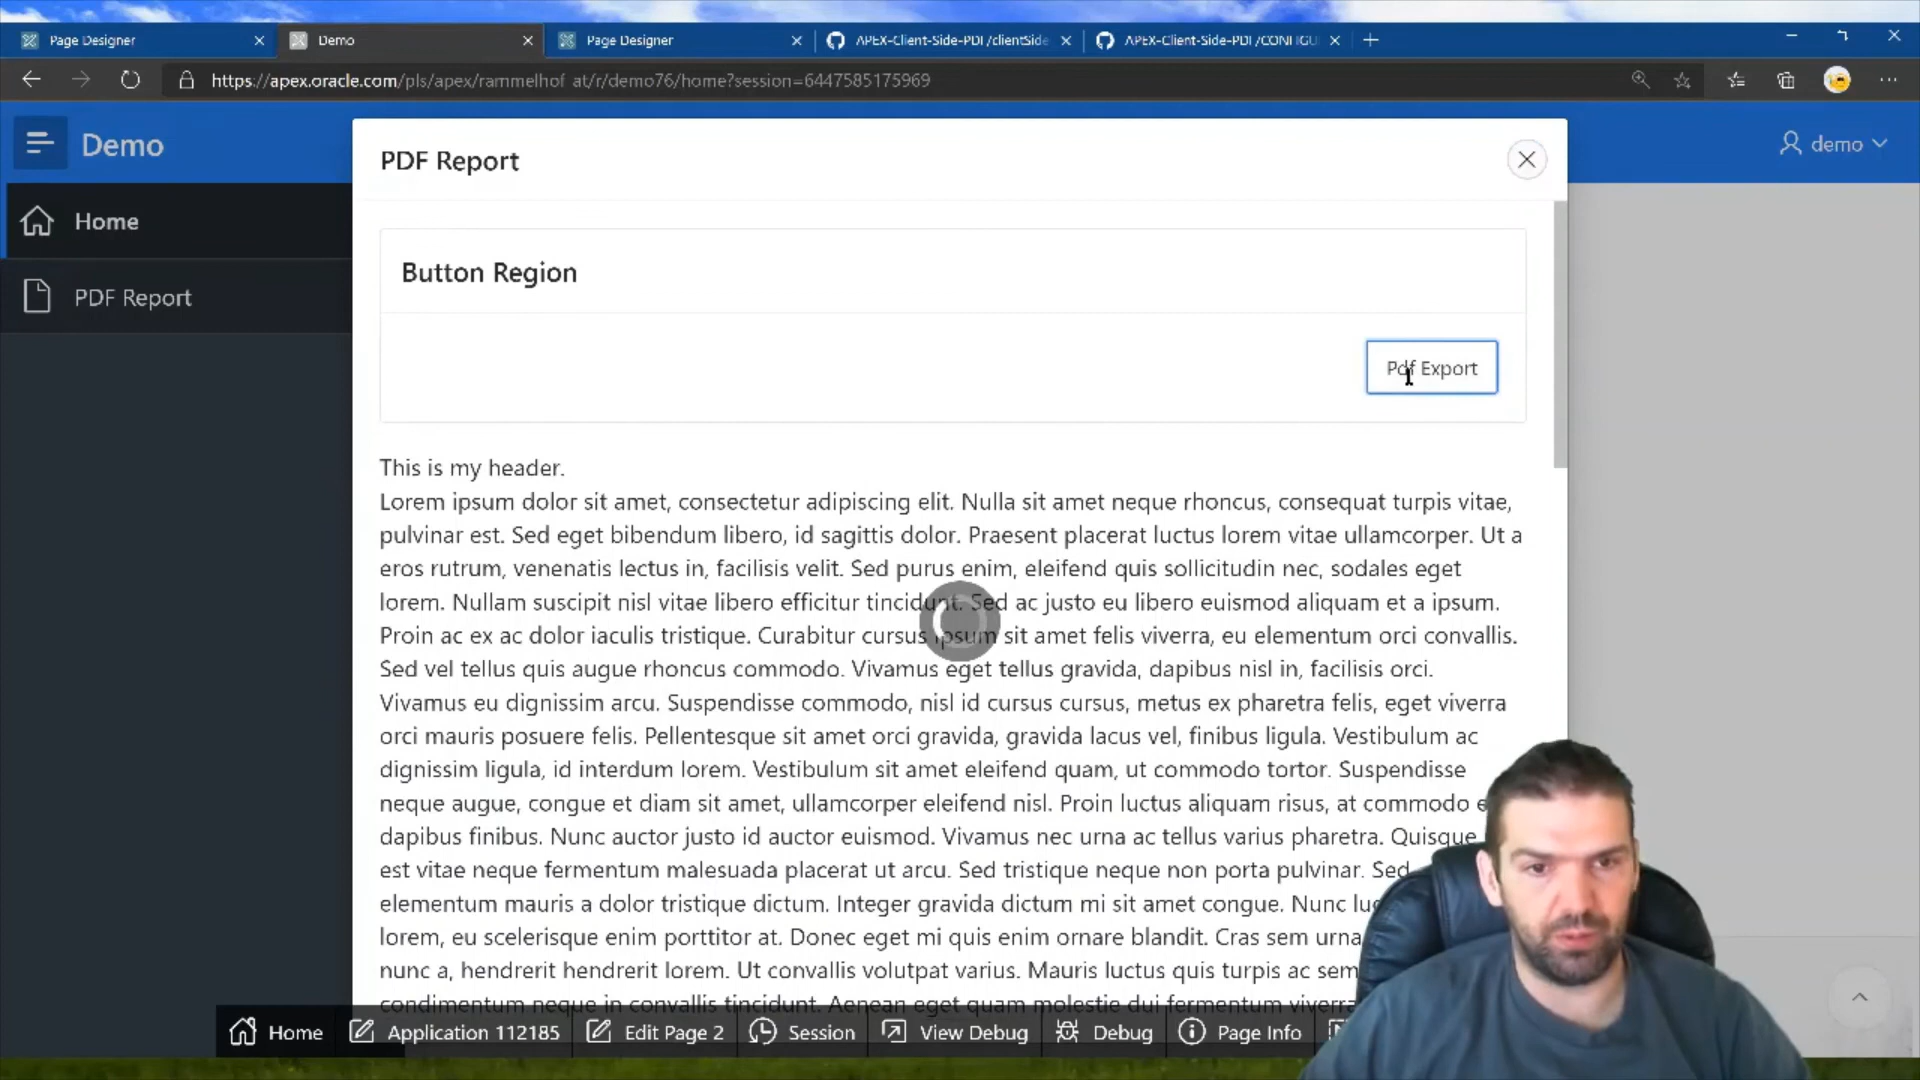 Page Designer
Demo
Page Designer
APEX-Client-Side-PDF/clientSide
APEX-Client-Side-PDF/CONFIGU
https://apex.oracle.com/pls/apex/rammelhof_at/r/demo76/home?session=6447585175969
Demo
demo
Home
PDF Report
PDF Report
Button Region
Pdf Export
This is my header.
Lorem ipsum dolor sit amet, consectetur adipiscing elit. Nulla sit amet neque rhoncus, consequat turpis vitae,
pulvinar est. Sed eget bibendum libero, id sagittis dolor. Praesent placerat luctus lorem vitae ullamcorper. Ut a
eros rutrum, venenatis lectus in, facilisis velit. Sed purus enim, eleifend quis sollicitudin nec, sodales eget
lorem. Nullam suscipit nisl vitae libero efficitur tincidunt. Sed ac justo eu libero euismod aliquam et a ipsum.
Proin ac ex ac dolor iaculis tristique. Curabitur cursus ipsum sit amet felis viverra, eu elementum orci convallis.
Sed vel tellus quis augue rhoncus commodo. Vivamus eget tellus gravida, dapibus nisl in, facilisis orci.
Vivamus eu dignissim arcu. Suspendisse commodo, nisl id cursus cursus, metus ex pharetra felis, eget viverra
orci mauris posuere felis. Pellentesque sit amet orci gravida, gravida lacus vel, finibus ligula. Vestibulum ac
dignissim ligula, id interdum lorem. Vestibulum sit amet eleifend quam, ut commodo tortor. Suspendisse
neque augue, congue et diam sit amet, ullamcorper eleifend nisl. Proin luctus aliquam risus, at commodo
dapibus finibus. Nunc auctor justo id auctor euismod. Vivamus nec urna ac tellus varius pharetra. Quisque
est vitae neque fermentum malesuada placerat ut arcu. Sed tristique neque non porta pulvinar. Sed
elementum mauris a dolor tristique dictum. Integer gravida dictum mi sit amet congue. Nunc
lorem, eu scelerisque enim porttitor at. Donec eget mi quis enim ornare blandit. Cras sem urna
nunc a, hendrerit hendrerit lorem. Ut convallis volutpat varius. Mauris luctus quis turpis ac sem
condimentum neque in convallis tincidunt. Aenean eget quam molestie dui fermentum viverra
Home
Application 112185
Edit Page 2
Session
View Debug
Debug
Page Info